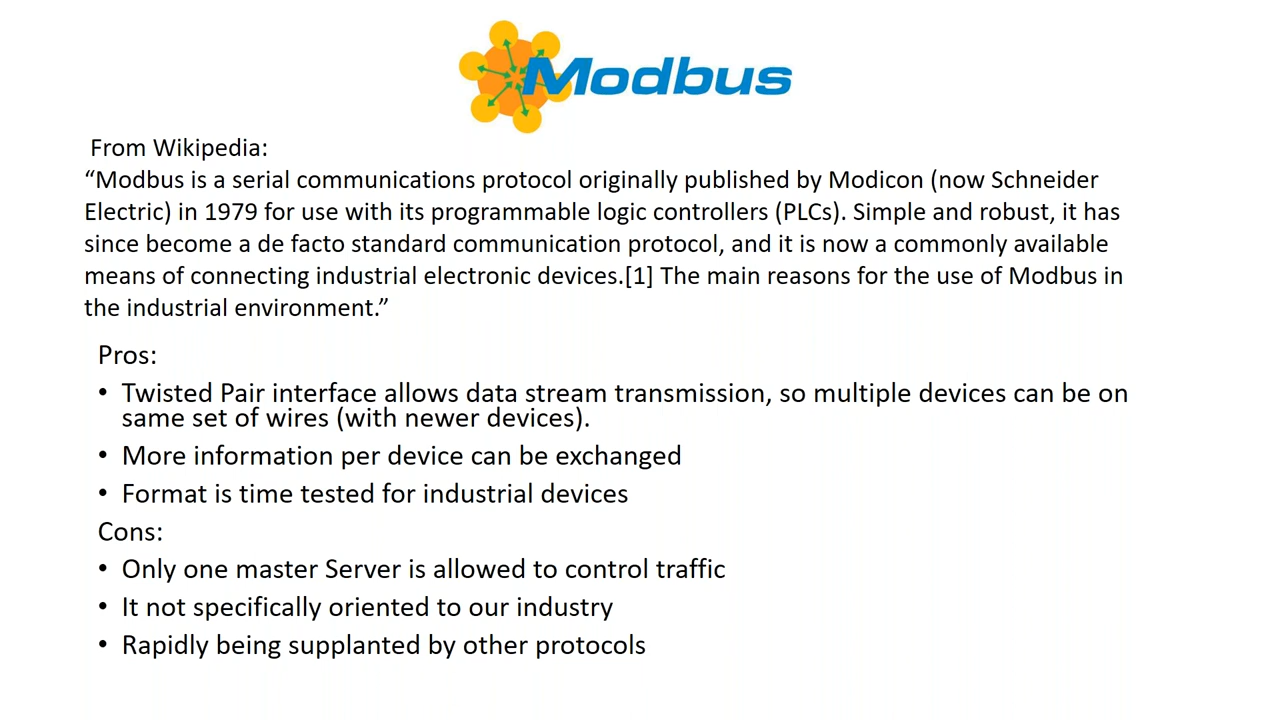 Modbus
From Wikipedia:
“Modbus is a serial communications protocol originally published by Modicon (now Schneider
Electric) in 1979 for use with its programmable logic controllers (PLCs). Simple and robust, it has
since become a de facto standard communication protocol, and it is now a commonly available
means of connecting industrial electronic devices.[1] The main reasons for the use of Modbus in
the industrial environment.”
Pros:
• Twisted Pair interface allows data stream transmission, so multiple devices can be on
same set of wires (with newer devices).
• More information per device can be exchanged
• Format is time tested for industrial devices
Cons:
• Only one master Server is allowed to control traffic
• It not specifically oriented to our industry
• Rapidly being supplanted by other protocols